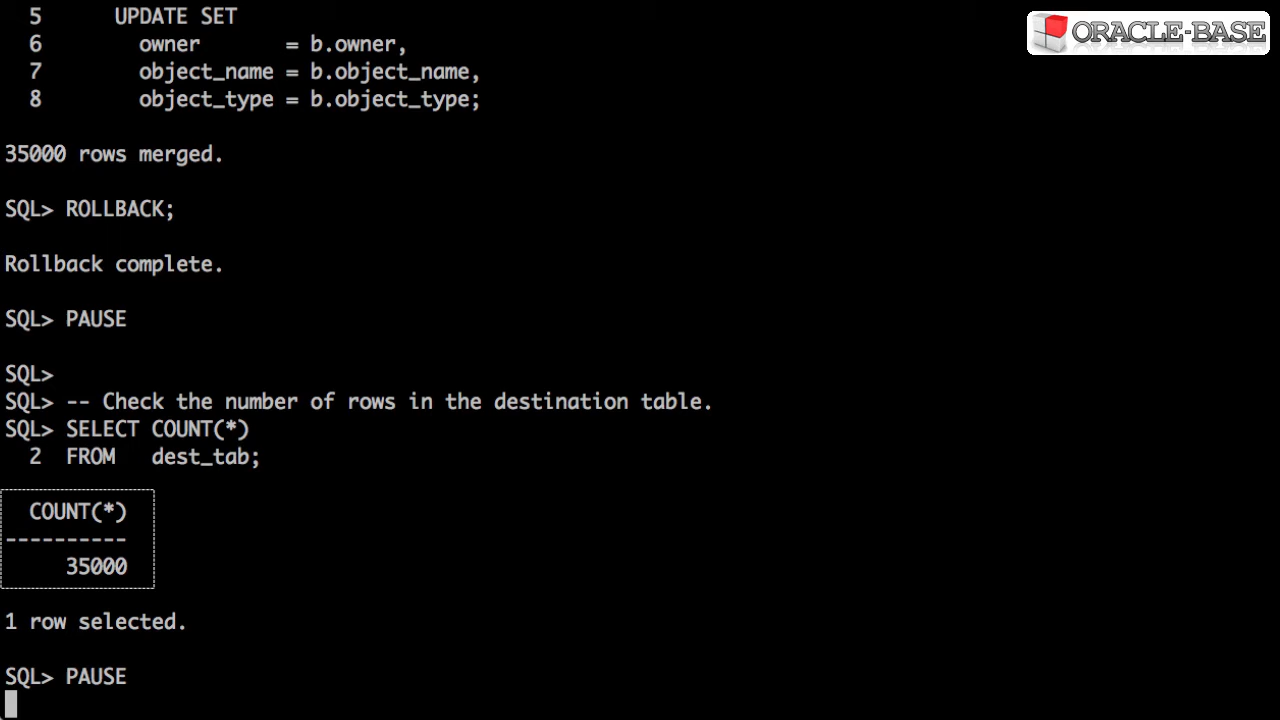 5      UPDATE SET
6        owner       = b.owner,
7        object_name = b.object_name,
8        object_type = b.object_type;
35000 rows merged.
SQL> ROLLBACK;
Rollback complete.
SQL> PAUSE
SQL>
SQL> -- Check the number of rows in the destination table.
SQL> SELECT COUNT(*)
2  FROM   dest_tab;
COUNT(*)
----------
35000
1 row selected.
SQL> PAUSE
ORACLE-BASE